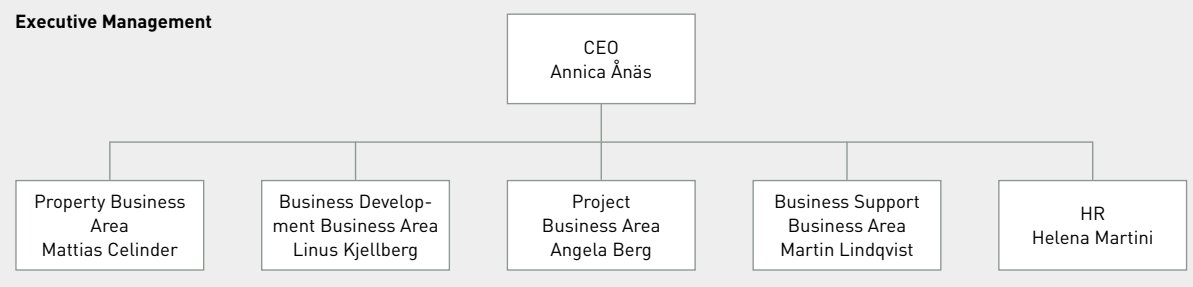 Executive Management
CEO
Annica Ånäs
Property Business
Area
Mattias Celinder
Business Develop-
ment Business Area
Linus Kjellberg
Project
Business Area
Angela Berg
Business Support
Business Area
Martin Lindqvist
HR
Helena Martini